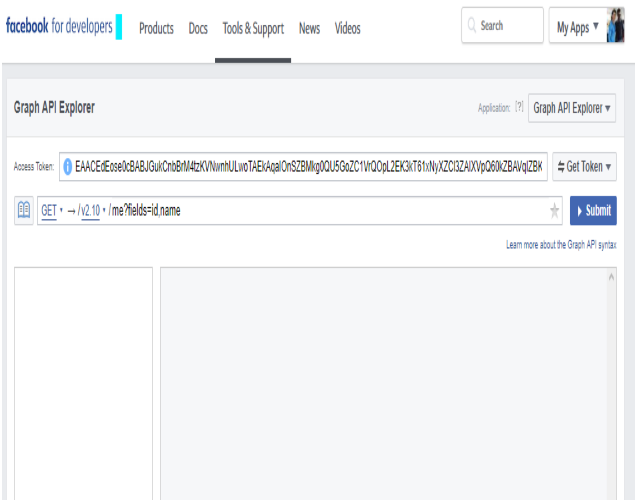 facebook for developers Products Docs Tools & Support News Videos Search My Apps
Graph API Explorer Application: [?] Graph API Explorer
Access Token: EAACEdEose0cBABJGukCnbBrM4tzKVNwnhULwoTAEkAqalOnSZBMkg0QU5GoZC1VrQOpL2EK3kT61xNyXZCl3ZAlXVpQ60kZBAVqlZBK Get Token
GET → / v2.10 / me?fields=id,name Submit
Learn more about the Graph API syntax